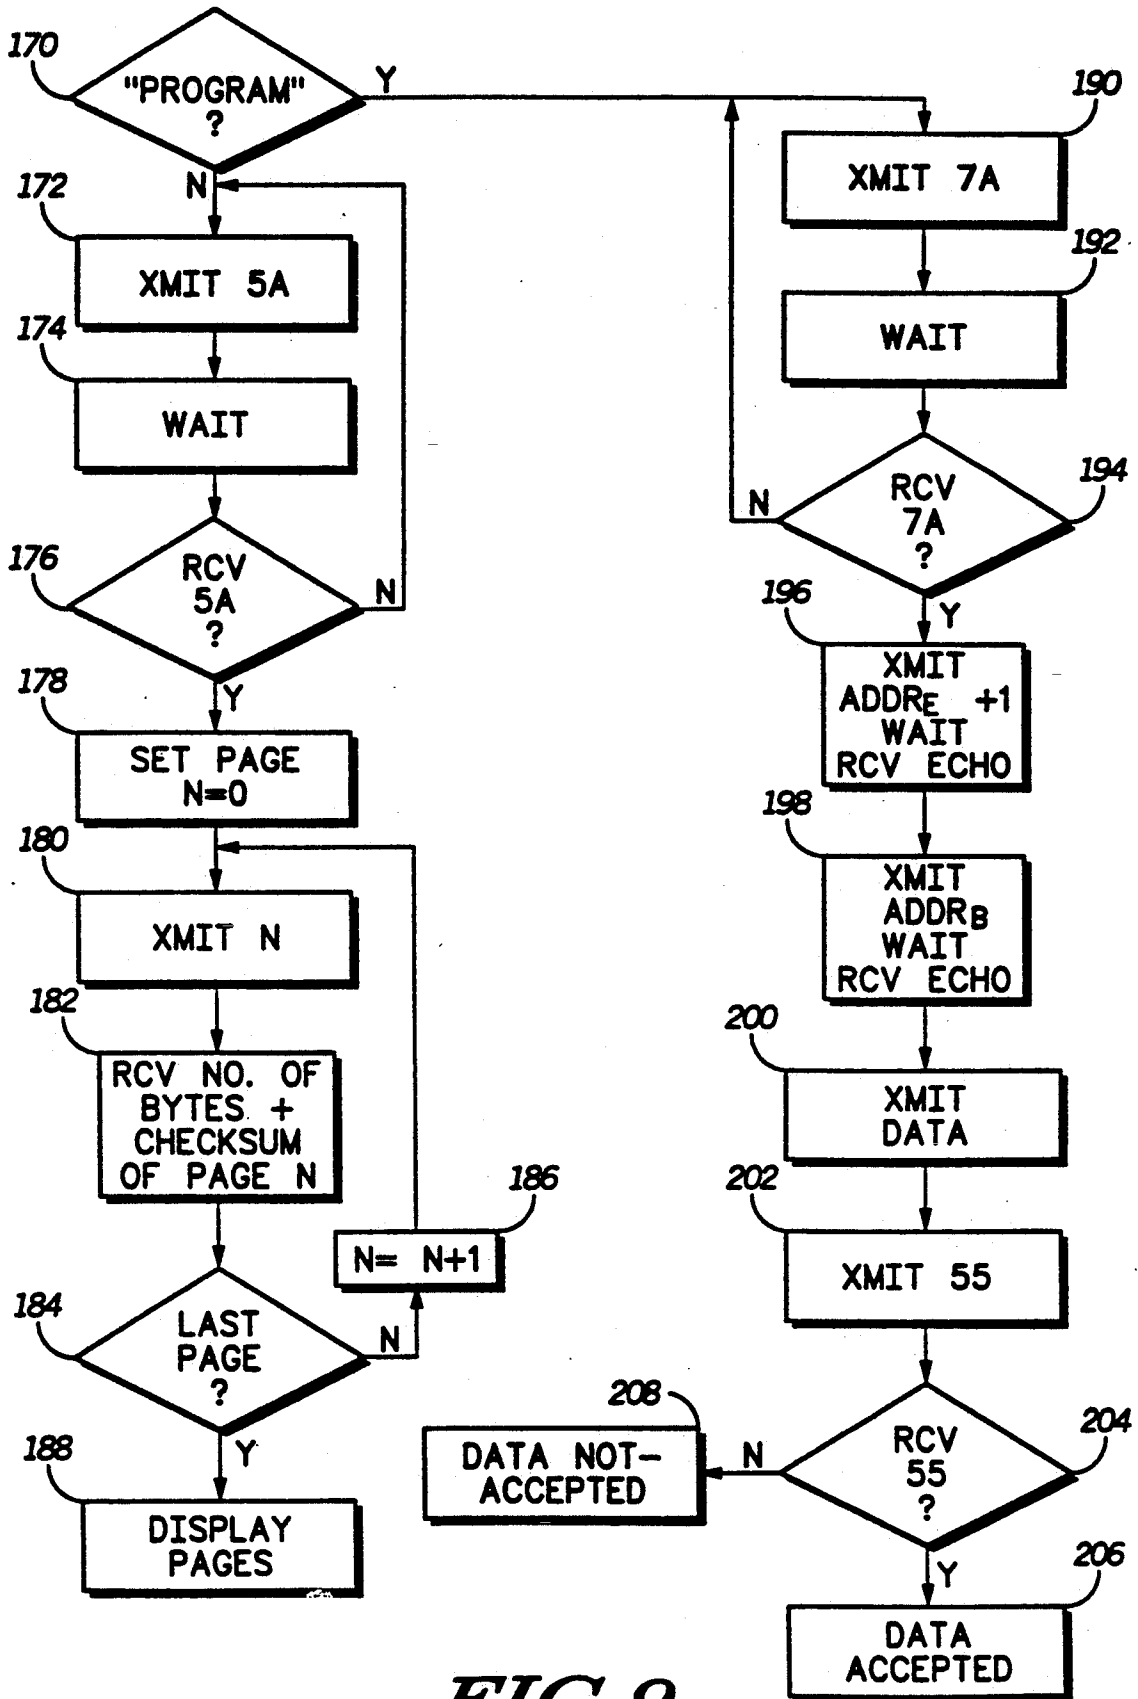 170
"PROGRAM"
?
Y
N
172
XMIT 5A
174
WAIT
176
RCV
5A
?
N
Y
178
SET PAGE
N=0
180
XMIT N
182
RCV NO. OF
BYTES +
CHECKSUM
OF PAGE N
184
LAST
PAGE
?
N
186
N= N+1
Y
188
DISPLAY
PAGES
190
XMIT 7A
192
WAIT
194
RCV
7A
?
N
Y
196
XMIT
ADDRE +1
WAIT
RCV ECHO
198
XMIT
ADDRB
WAIT
RCV ECHO
200
XMIT
DATA
202
XMIT 55
204
RCV
55
?
N
208
DATA NOT-
ACCEPTED
Y
206
DATA
ACCEPTED